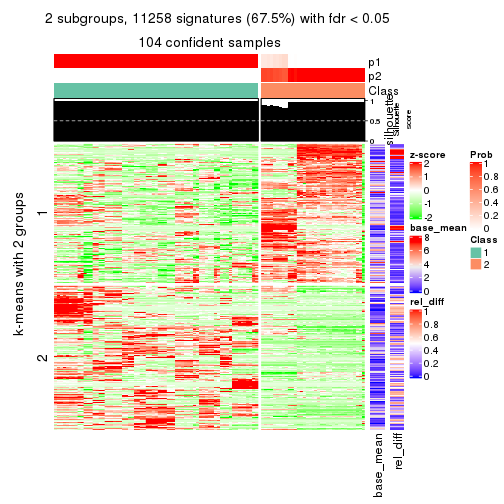 2 subgroups, 11258 signatures (67.5%) with fdr < 0.05
104 confident samples
p1
p2
Class
1
0.5
0
silhouette
Silhouette
score
k-means with 2 groups
1
2
z-score
2
1
0
-1
-2
base_mean
8
6
4
2
0
rel_diff
1
0.8
0.6
0.4
0.2
0
Prob
1
0.8
0.6
0.4
0.2
0
Class
1
2
base_mean
rel_diff